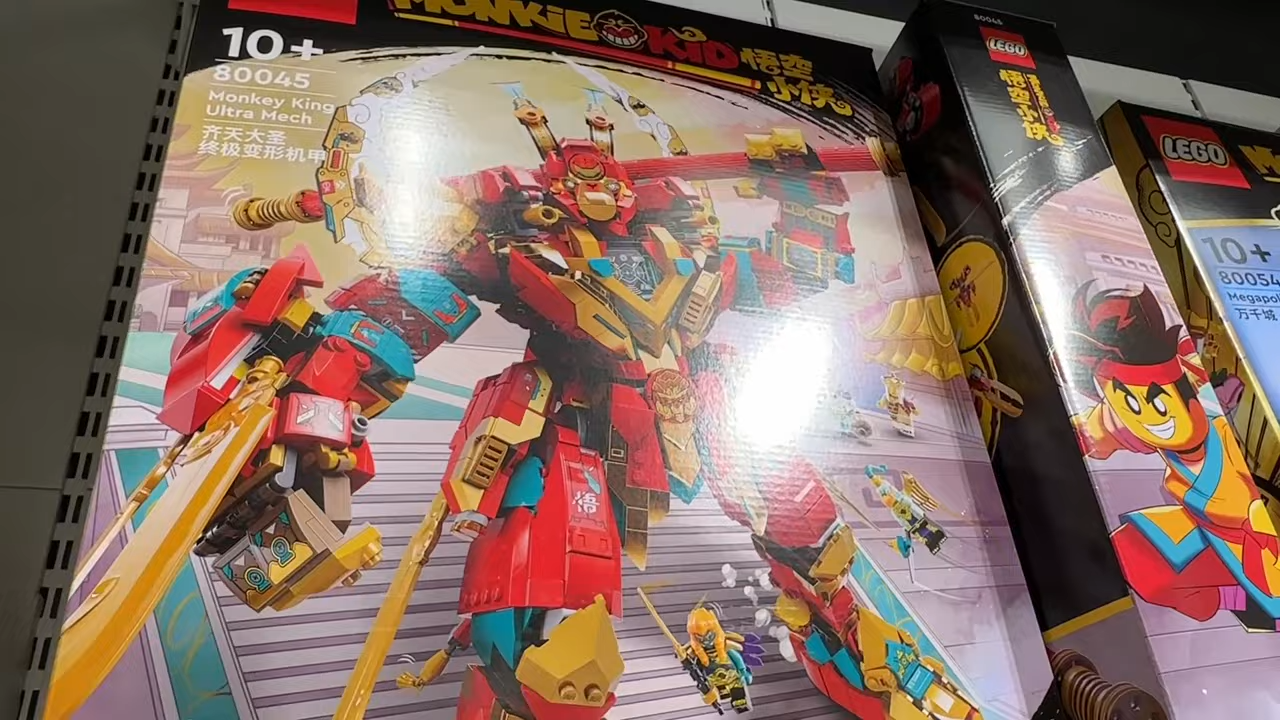 MONKIE KID
悟空
小侠
10+
80045
Monkey King
Ultra Mech
齐天大圣
终极变形机甲
悟
80045
LEGO
悟空
小侠
LEGO
10+
80054
万千城